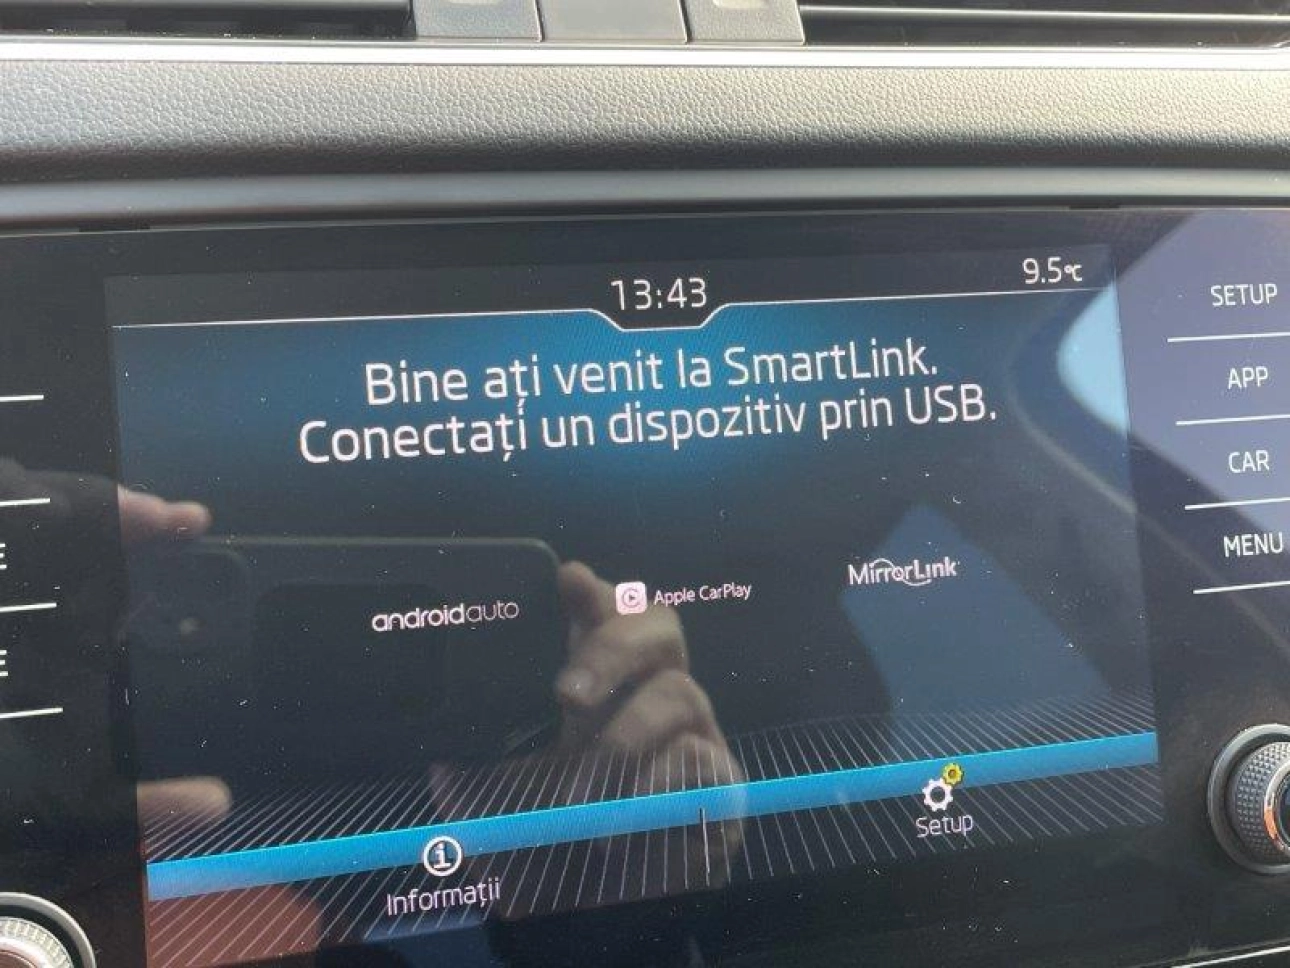 13:43
9.5°C
Bine ați venit la SmartLink.
Conectați un dispozitiv prin USB.
androidauto
Apple CarPlay
MirrorLink
Informații
Setup
SETUP
APP
CAR
MENU
E
E